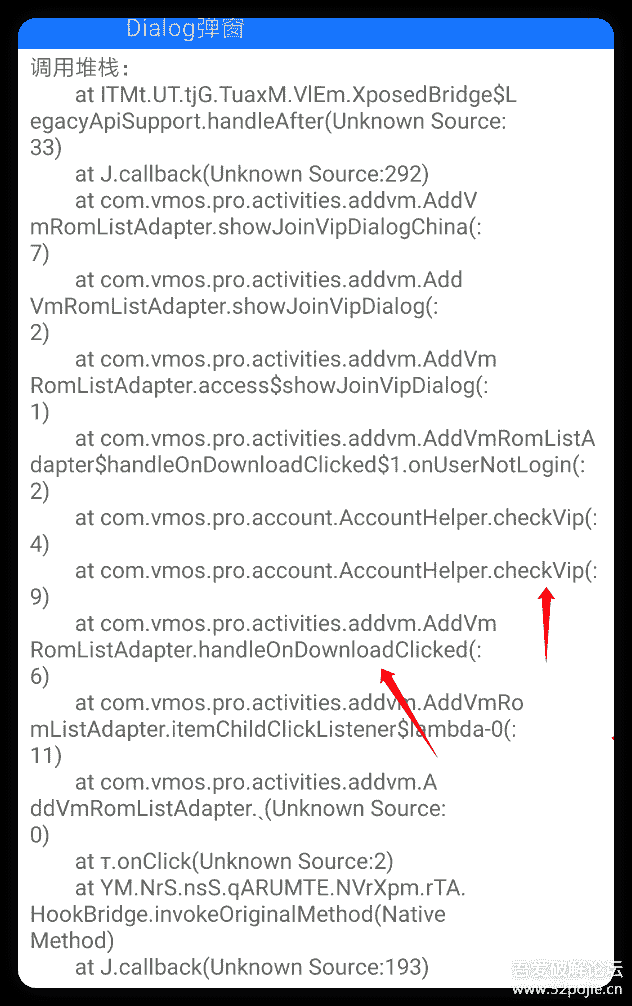 Dialog弹窗
调用堆栈：
at ITMt.UT.tjG.TuaxM.VlEm.XposedBridge$L
egacyApiSupport.handleAfter(Unknown Source:
33)
at J.callback(Unknown Source:292)
at com.vmos.pro.activities.addvm.AddV
mRomListAdapter.showJoinVipDialogChina(:
7)
at com.vmos.pro.activities.addvm.Add
VmRomListAdapter.showJoinVipDialog(:
2)
at com.vmos.pro.activities.addvm.AddVm
RomListAdapter.access$showJoinVipDialog(:
1)
at com.vmos.pro.activities.addvm.AddVmRomListA
dapter$handleOnDownloadClicked$1.onUserNotLogin(:
2)
at com.vmos.pro.account.AccountHelper.checkVip(:
4)
at com.vmos.pro.account.AccountHelper.checkVip(:
9)
at com.vmos.pro.activities.addvm.AddVm
RomListAdapter.handleOnDownloadClicked(:
6)
at com.vmos.pro.activities.addvm.AddVmRo
mListAdapter.itemChildClickListener$lambda-0(:
11)
at com.vmos.pro.activities.addvm.A
ddVmRomListAdapter.ˎ(Unknown Source:
0)
at т.onClick(Unknown Source:2)
at YM.NrS.nsS.qARUMTE.NVrXpm.rTA.
HookBridge.invokeOriginalMethod(Native
Method)
at J.callback(Unknown Source:193)
吾爱破解论坛
www.52pojie.cn